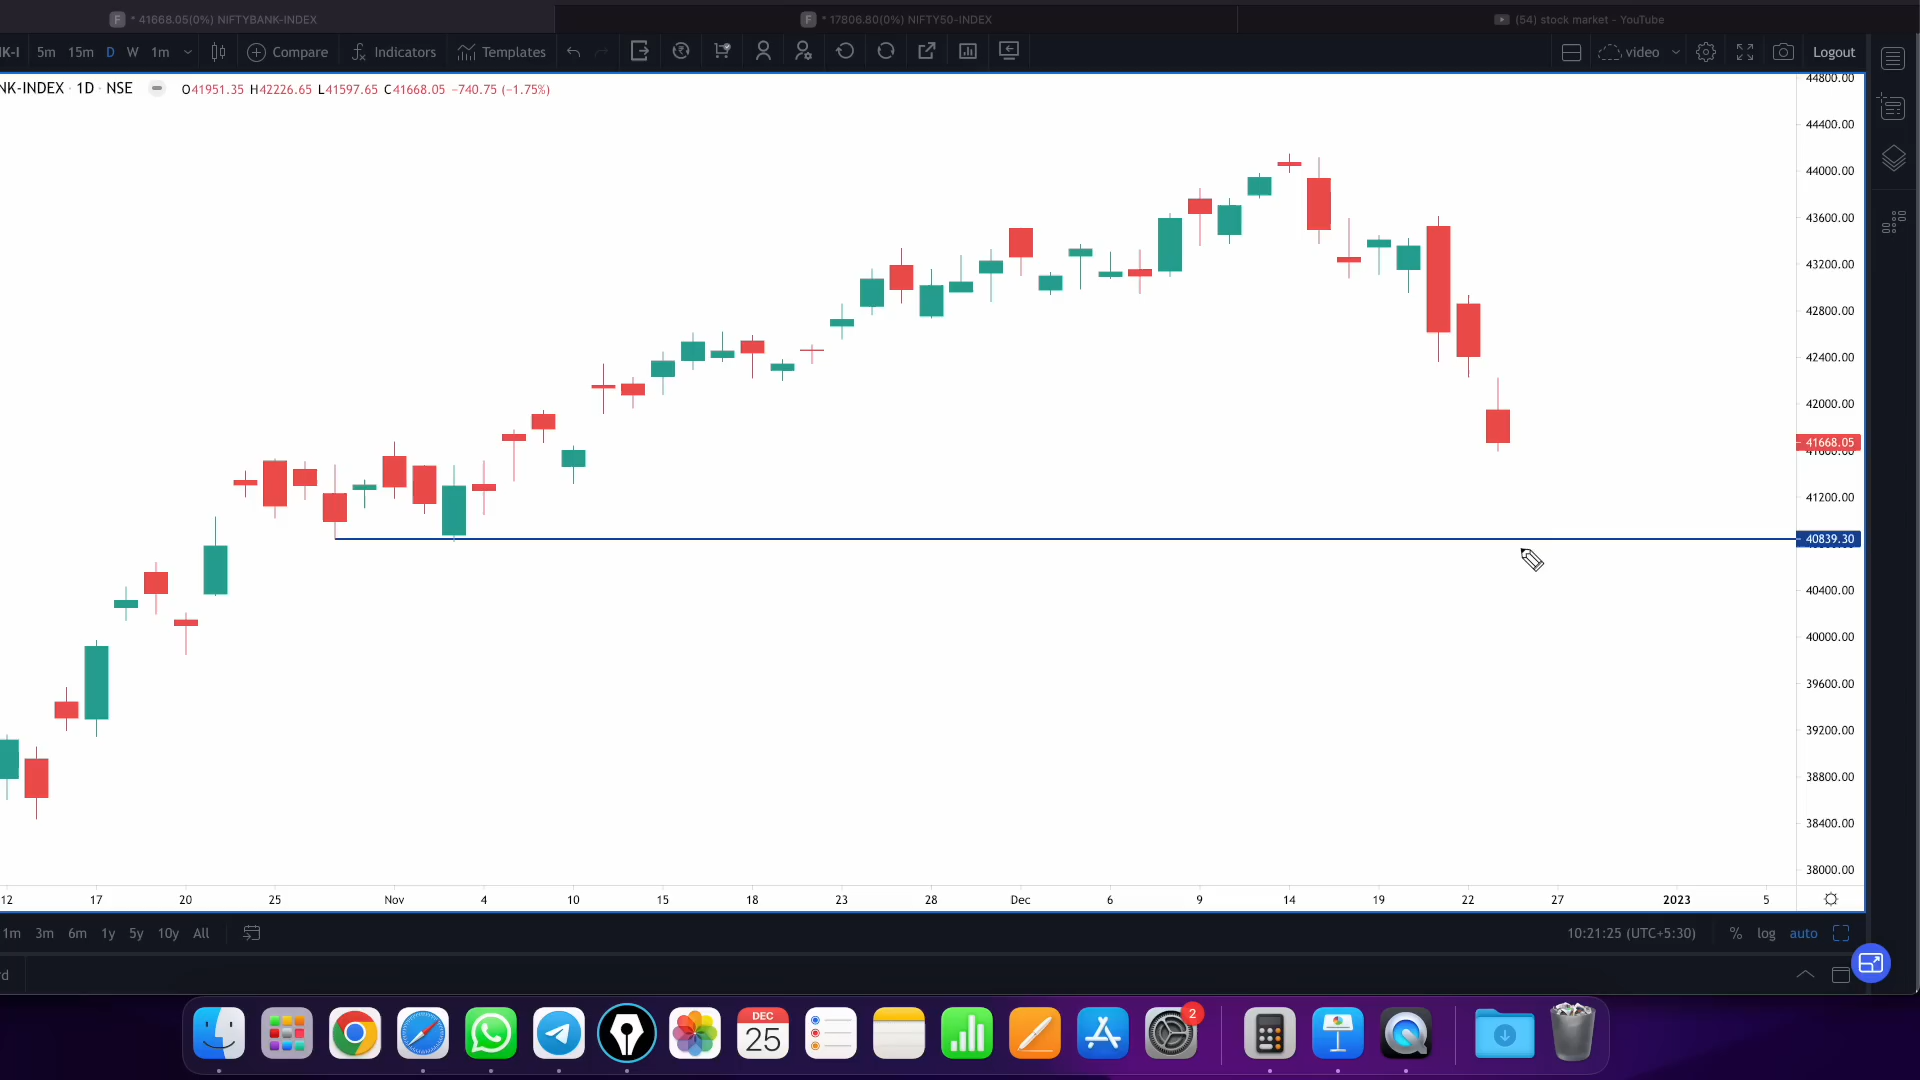 * 41668.05(0%) NIFTYBANK-INDEX
* 17806.80(0%) NIFTY50-INDEX
(54) stock market - YouTube
K-I 5m 15m D W 1m Compare Indicators Templates video Logout
NK-INDEX · 1D · NSE O41951.35 H42226.65 L41597.65 C41668.05 −740.75 (−1.75%)
44800.00
44400.00
44000.00
43600.00
43200.00
42800.00
42400.00
42000.00
41668.05
41200.00
40839.30
40400.00
40000.00
39600.00
39200.00
38800.00
38400.00
38000.00
12 17 20 25 Nov 4 10 15 18 23 28 Dec 6 9 14 19 22 27 2023 5
1m 3m 6m 1y 5y 10y All 10:21:25 (UTC+5:30) % log auto
d
2
DEC
25